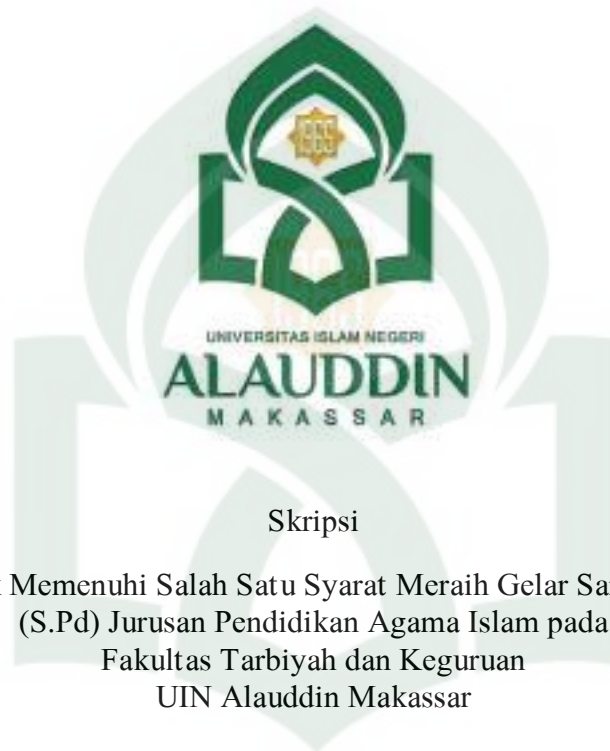 1965
UNIVERSITAS ISLAM NEGERI
ALAUDDIN
MAKASSAR
Skripsi
Memenuhi Salah Satu Syarat Meraih Gelar
(S.Pd) Jurusan Pendidikan Agama Islam pada
Fakultas Tarbiyah dan Keguruan
UIN Alauddin Makassar